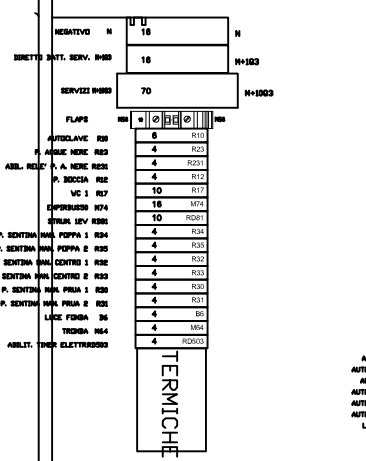 NEGATIVO N 16 N
DIRETTO BATT. SERV. N+103 16 N+103
SERVIZI N+1003 70 N+1003
FLAPS M56 10 M56
AUTOCLAVE R10 6 R10
P. ACQUE NERE R23 4 R23
ABIL. RELE' P. A. NERE R231 4 R231
P. DOCCIA R12 4 R12
WC 1 R17 10 R17
M74 16 M74
STRUM. 12V RD81 10 RD81
P. SENTINA MAN. POPPA 1 R34 4 R34
P. SENTINA MAN. POPPA 2 R35 4 R35
SENTINA MAN. CENTRO 1 R32 4 R32
SENTINA MAN. CENTRO 2 R33 4 R33
P. SENTINA MAN. PRUA 1 R30 4 R30
P. SENTINA MAN. PRUA 2 R31 4 R31
LUCE FONDA B6 4 B6
TROMBA M64 4 M64
ABILIT. TIMER ELETTR RD503 4 RD503
TERMICHE